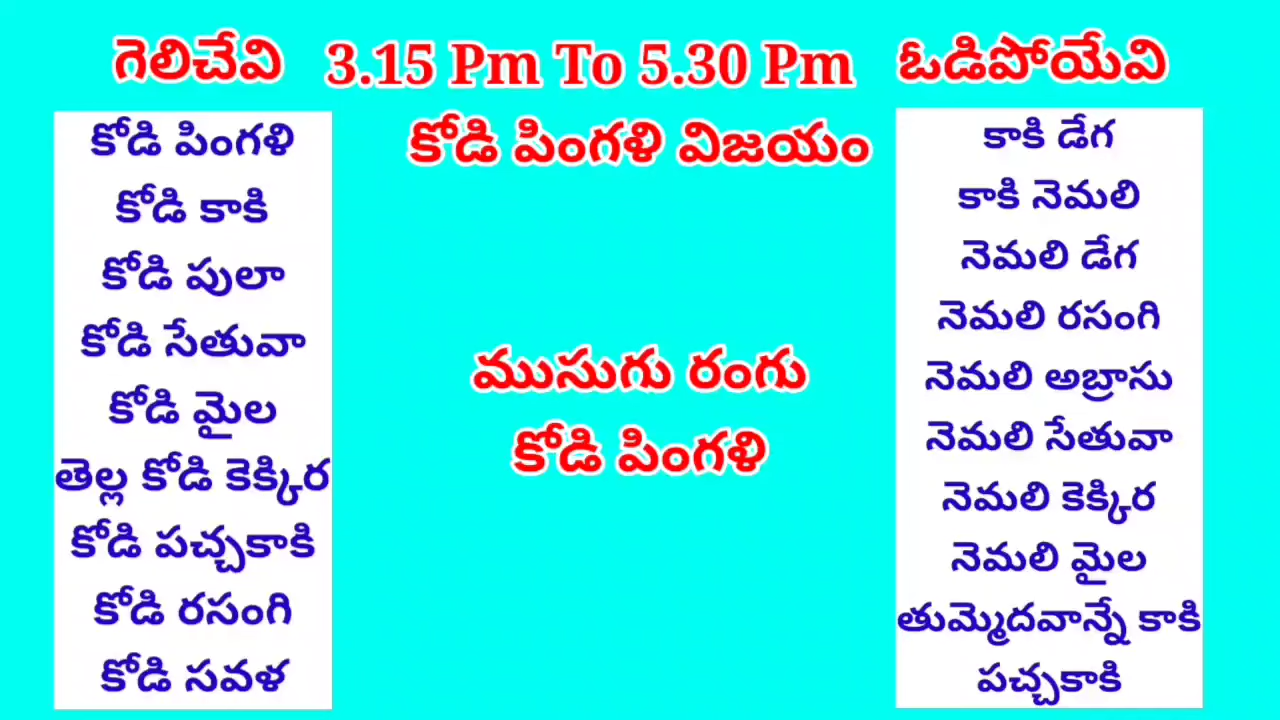 గెలిచేవి 3.15 Pm To 5.30 Pm ఓడిపోయేవి
కోడి పింగళి విజయం
కోడి పింగళి
కోడి కాకి
కోడి పులా
కోడి సేతువా
కోడి మైల
తెల్ల కోడి కెక్కిర
కోడి పచ్చకాకి
కోడి రసంగి
కోడి సవళ
ముసుగు రంగు
కోడి పింగళి
కాకి డేగ
కాకి నెమలి
నెమలి డేగ
నెమలి రసంగి
నెమలి అబ్రాసు
నెమలి సేతువా
నెమలి కెక్కిర
నెమలి మైల
తుమ్మెదవాన్నే కాకి
పచ్చకాకి